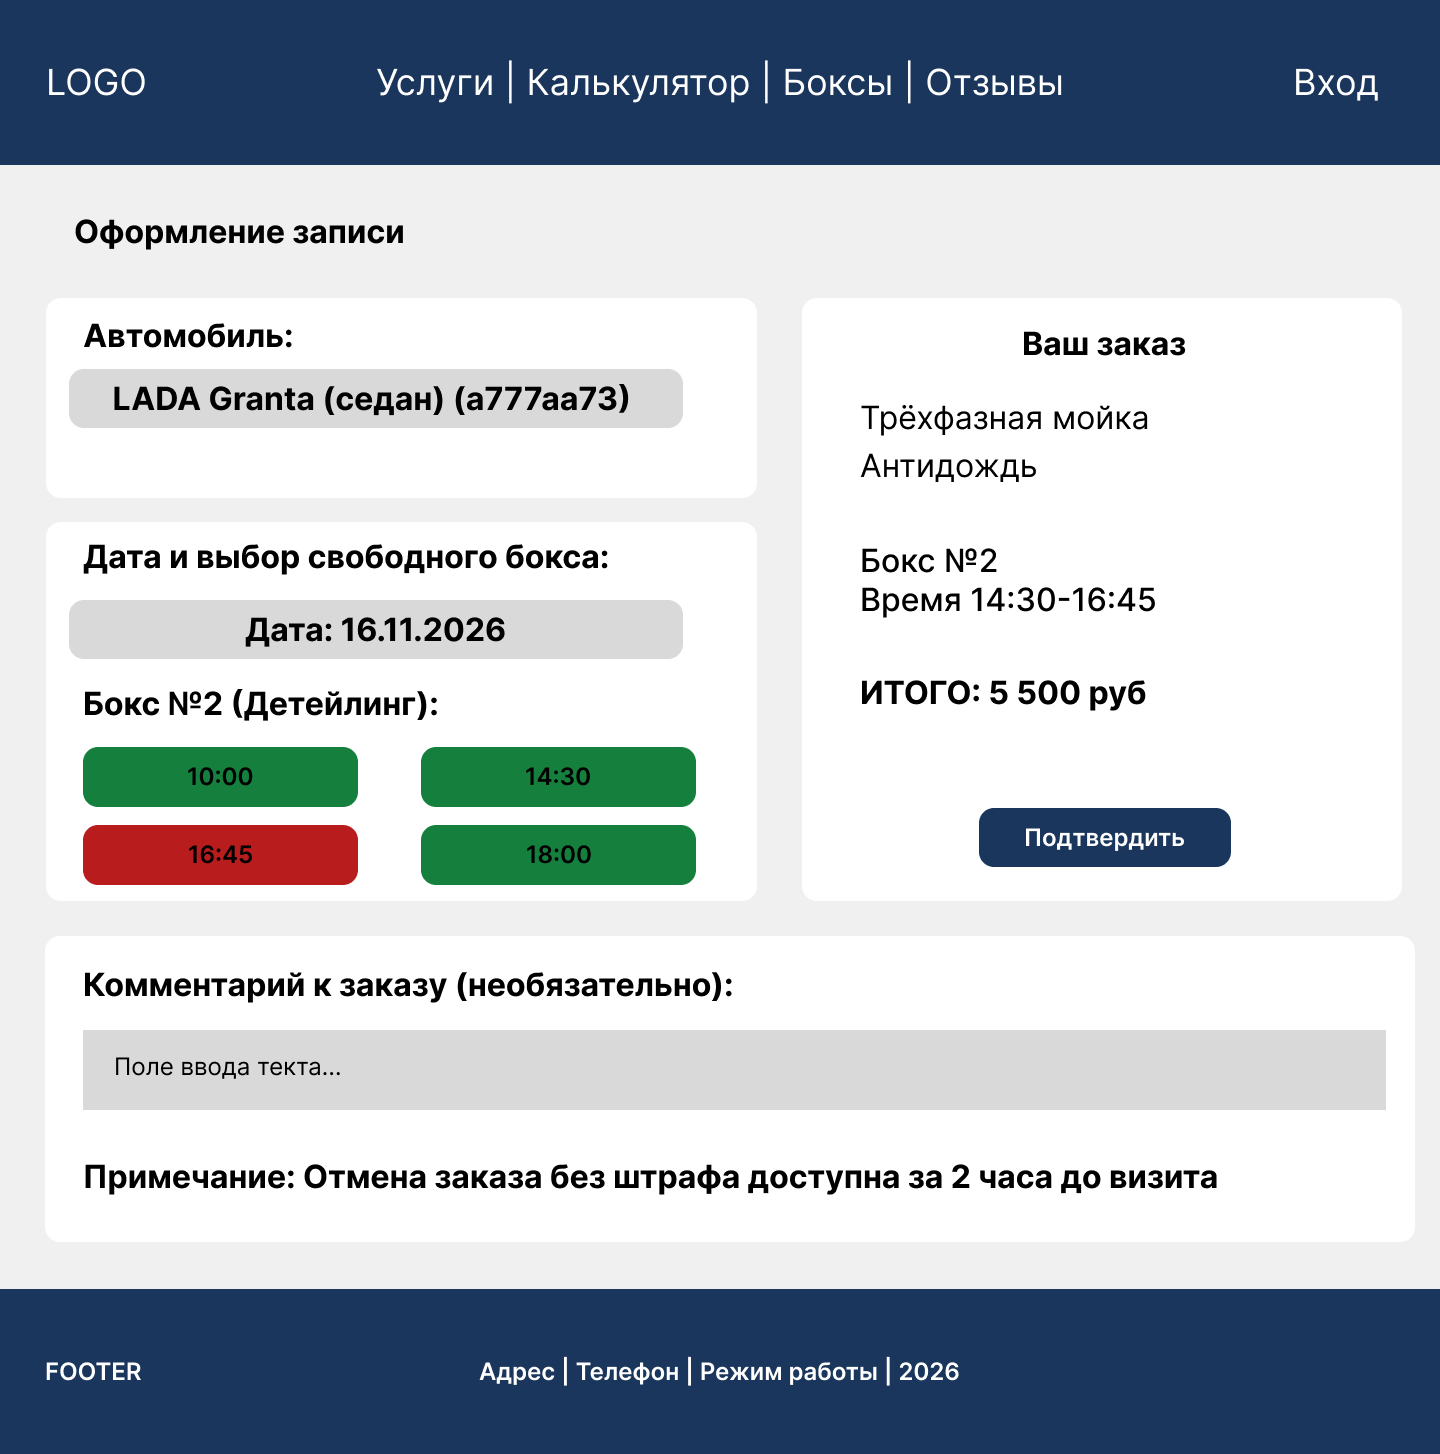 LOGO
Услуги | Калькулятор | Боксы | Отзывы
Вход
Оформление записи
Автомобиль:
LADA Granta (седан) (а777аа73)
Дата и выбор свободного бокса:
Дата: 16.11.2026
Бокс №2 (Детейлинг):
10:00
14:30
16:45
18:00
Ваш заказ
Трёхфазная мойка
Антидождь
Бокс №2
Время 14:30-16:45
ИТОГО: 5 500 руб
Подтвердить
Комментарий к заказу (необязательно):
Поле ввода текта...
Примечание: Отмена заказа без штрафа доступна за 2 часа до визита
FOOTER
Адрес | Телефон | Режим работы | 2026